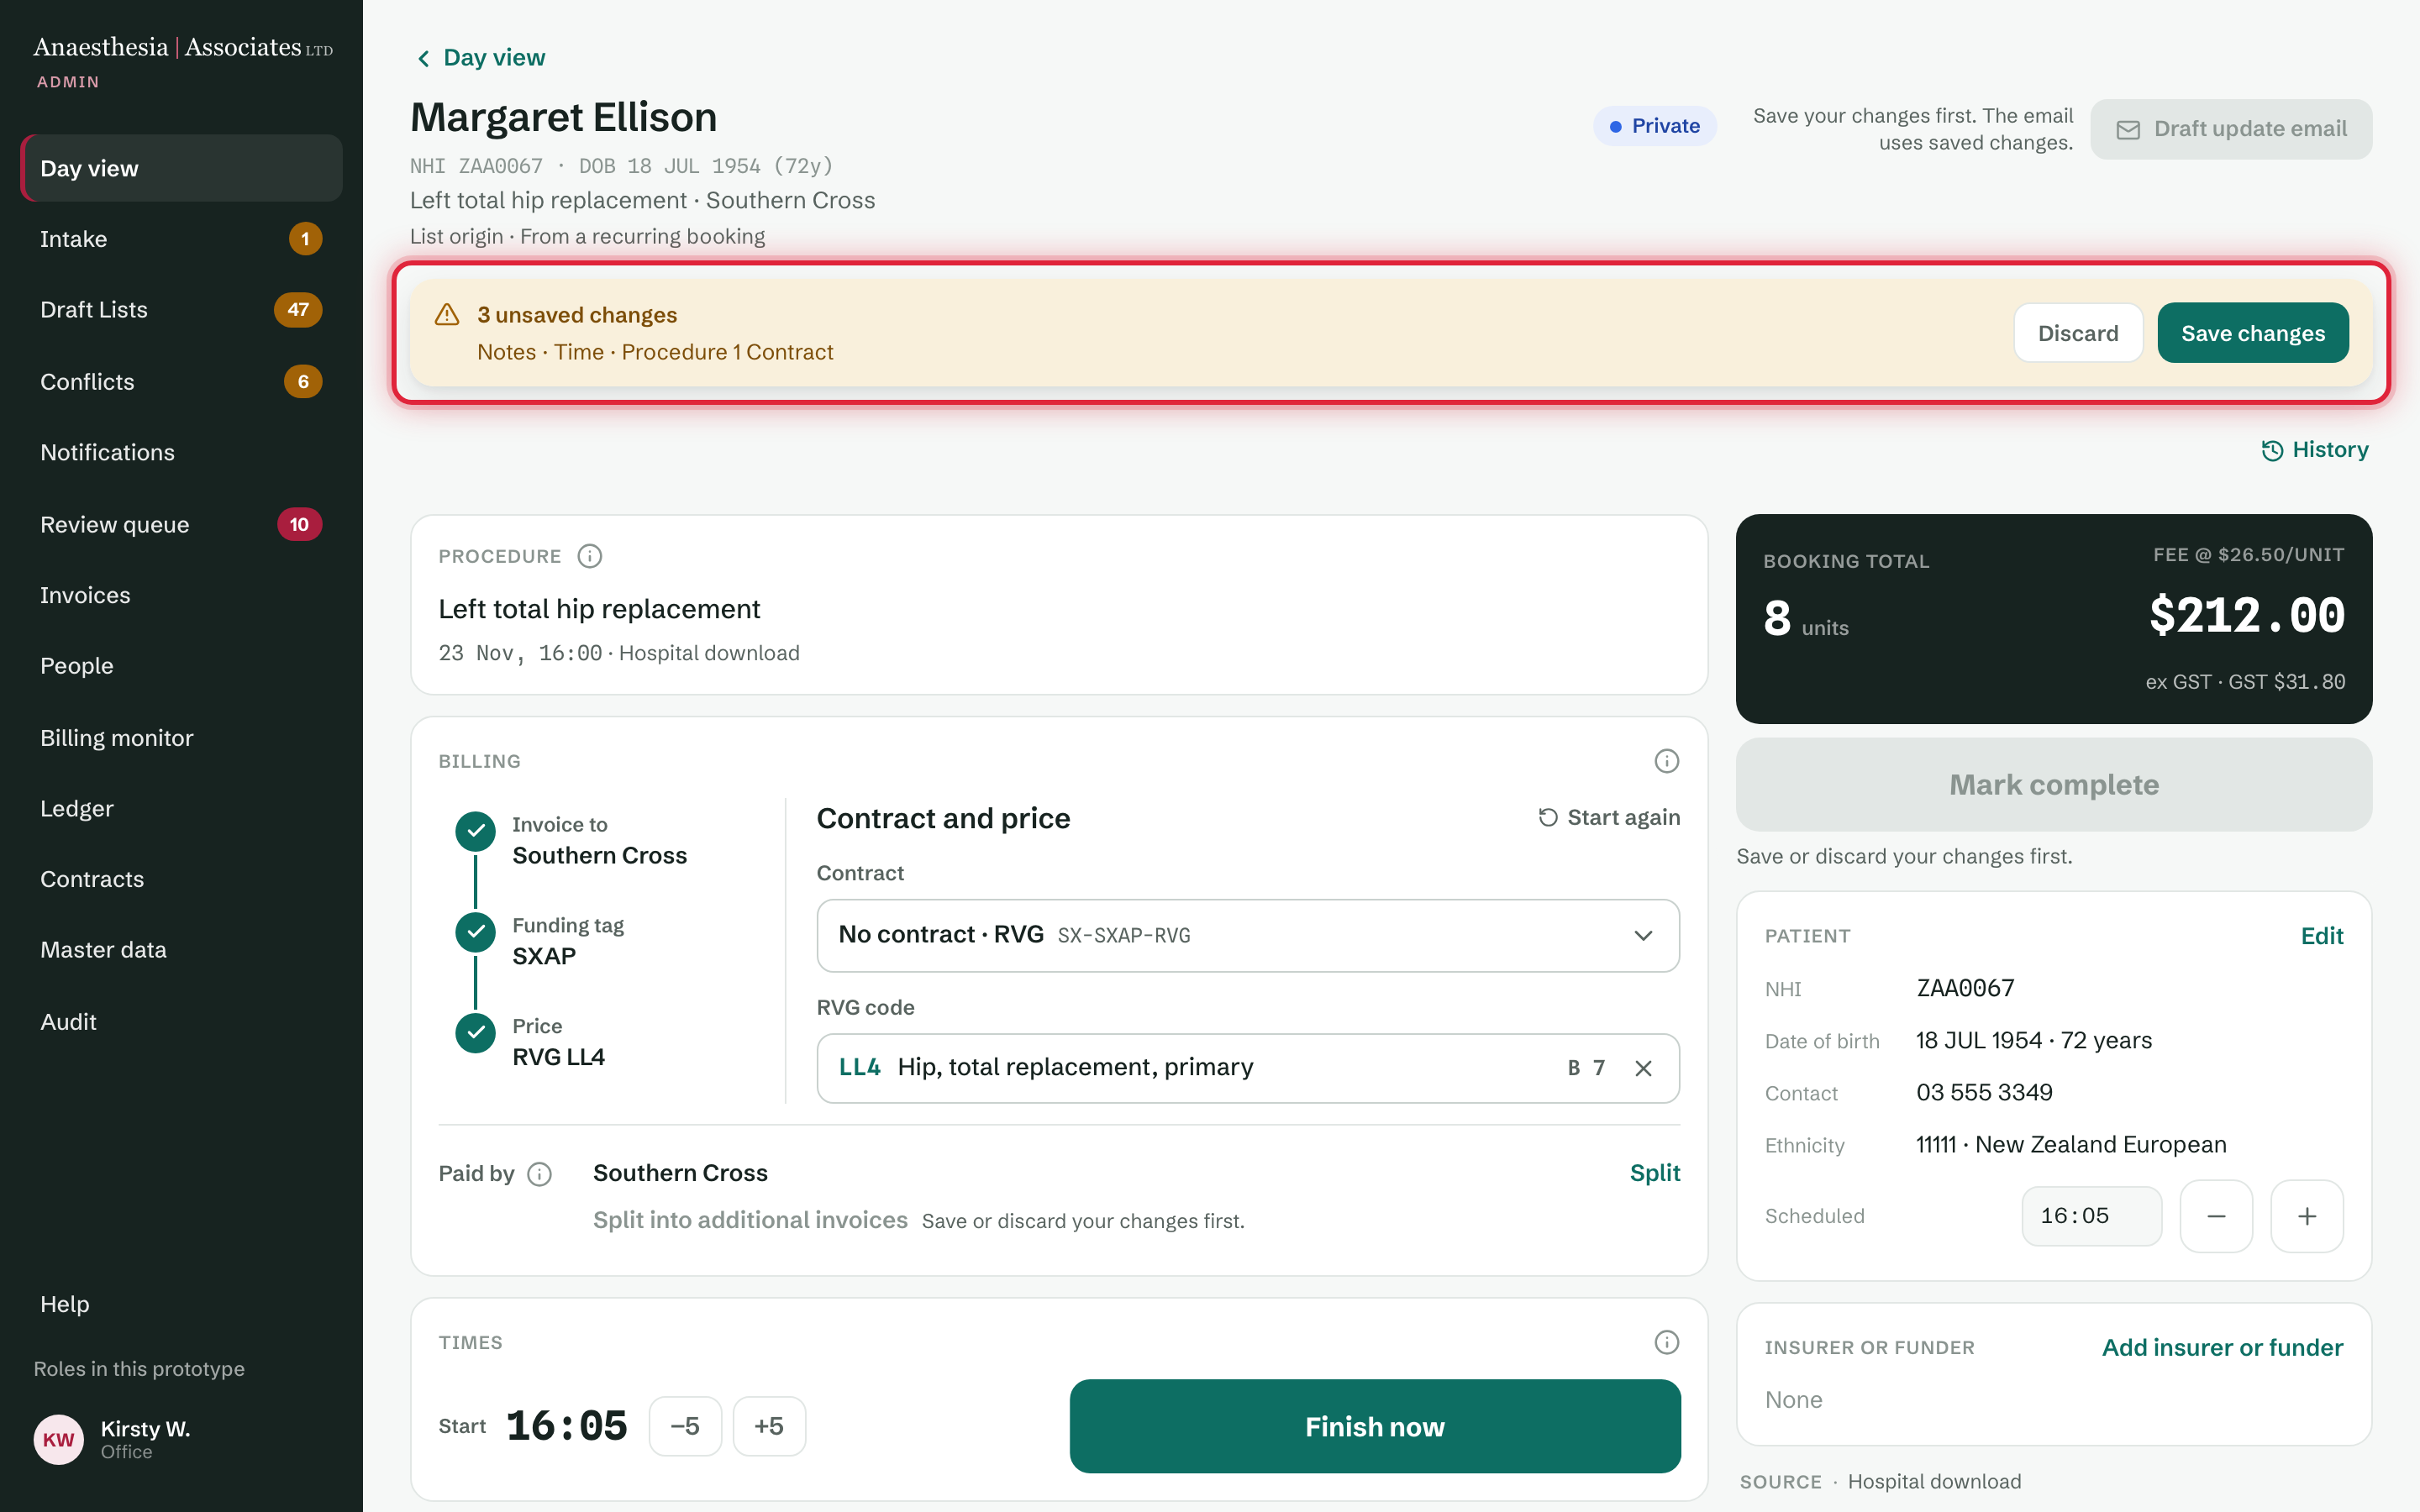 Anaesthesia | Associates LTD
ADMIN
Day view
Intake 1
Draft Lists 47
Conflicts 6
Notifications
Review queue 10
Invoices
People
Billing monitor
Ledger
Contracts
Master data
Audit
Help
Roles in this prototype
KW
Kirsty W.
Office
Day view
Margaret Ellison
NHI ZAA0067 · DOB 18 JUL 1954 (72y)
Left total hip replacement · Southern Cross
List origin · From a recurring booking
Private
Save your changes first. The email
uses saved changes.
Draft update email
3 unsaved changes
Notes · Time · Procedure 1 Contract
Discard
Save changes
History
PROCEDURE
Left total hip replacement
23 Nov, 16:00 · Hospital download
BILLING
Invoice to
Southern Cross
Funding tag
SXAP
Price
RVG LL4
Contract and price
Start again
Contract
No contract · RVG SX-SXAP-RVG
RVG code
LL4 Hip, total replacement, primary B 7
Paid by
Southern Cross
Split
Split into additional invoices Save or discard your changes first.
TIMES
Start 16:05 −5 +5
Finish now
BOOKING TOTAL
FEE @ $26.50/UNIT
8 units
$212.00
ex GST · GST $31.80
Mark complete
Save or discard your changes first.
PATIENT
Edit
NHI ZAA0067
Date of birth 18 JUL 1954 · 72 years
Contact 03 555 3349
Ethnicity 11111 · New Zealand European
Scheduled 16:05 − +
INSURER OR FUNDER
Add insurer or funder
None
SOURCE · Hospital download